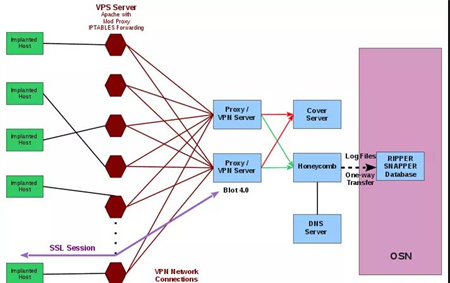 VPS Server
Apache with
Mod Proxy
IPTABLES Forwarding
Implanted
Host
Implanted
Host
Implanted
Host
Implanted
Host
Implanted
Host
Proxy /
VPN Server
Proxy /
VPN Server
Cover
Server
Honeycomb
DNS
Server
Log Files
One-way
Transfer
RIPPER
SNAPPER
Database
OSN
Blot 4.0
SSL Session
VPN Network
Connections